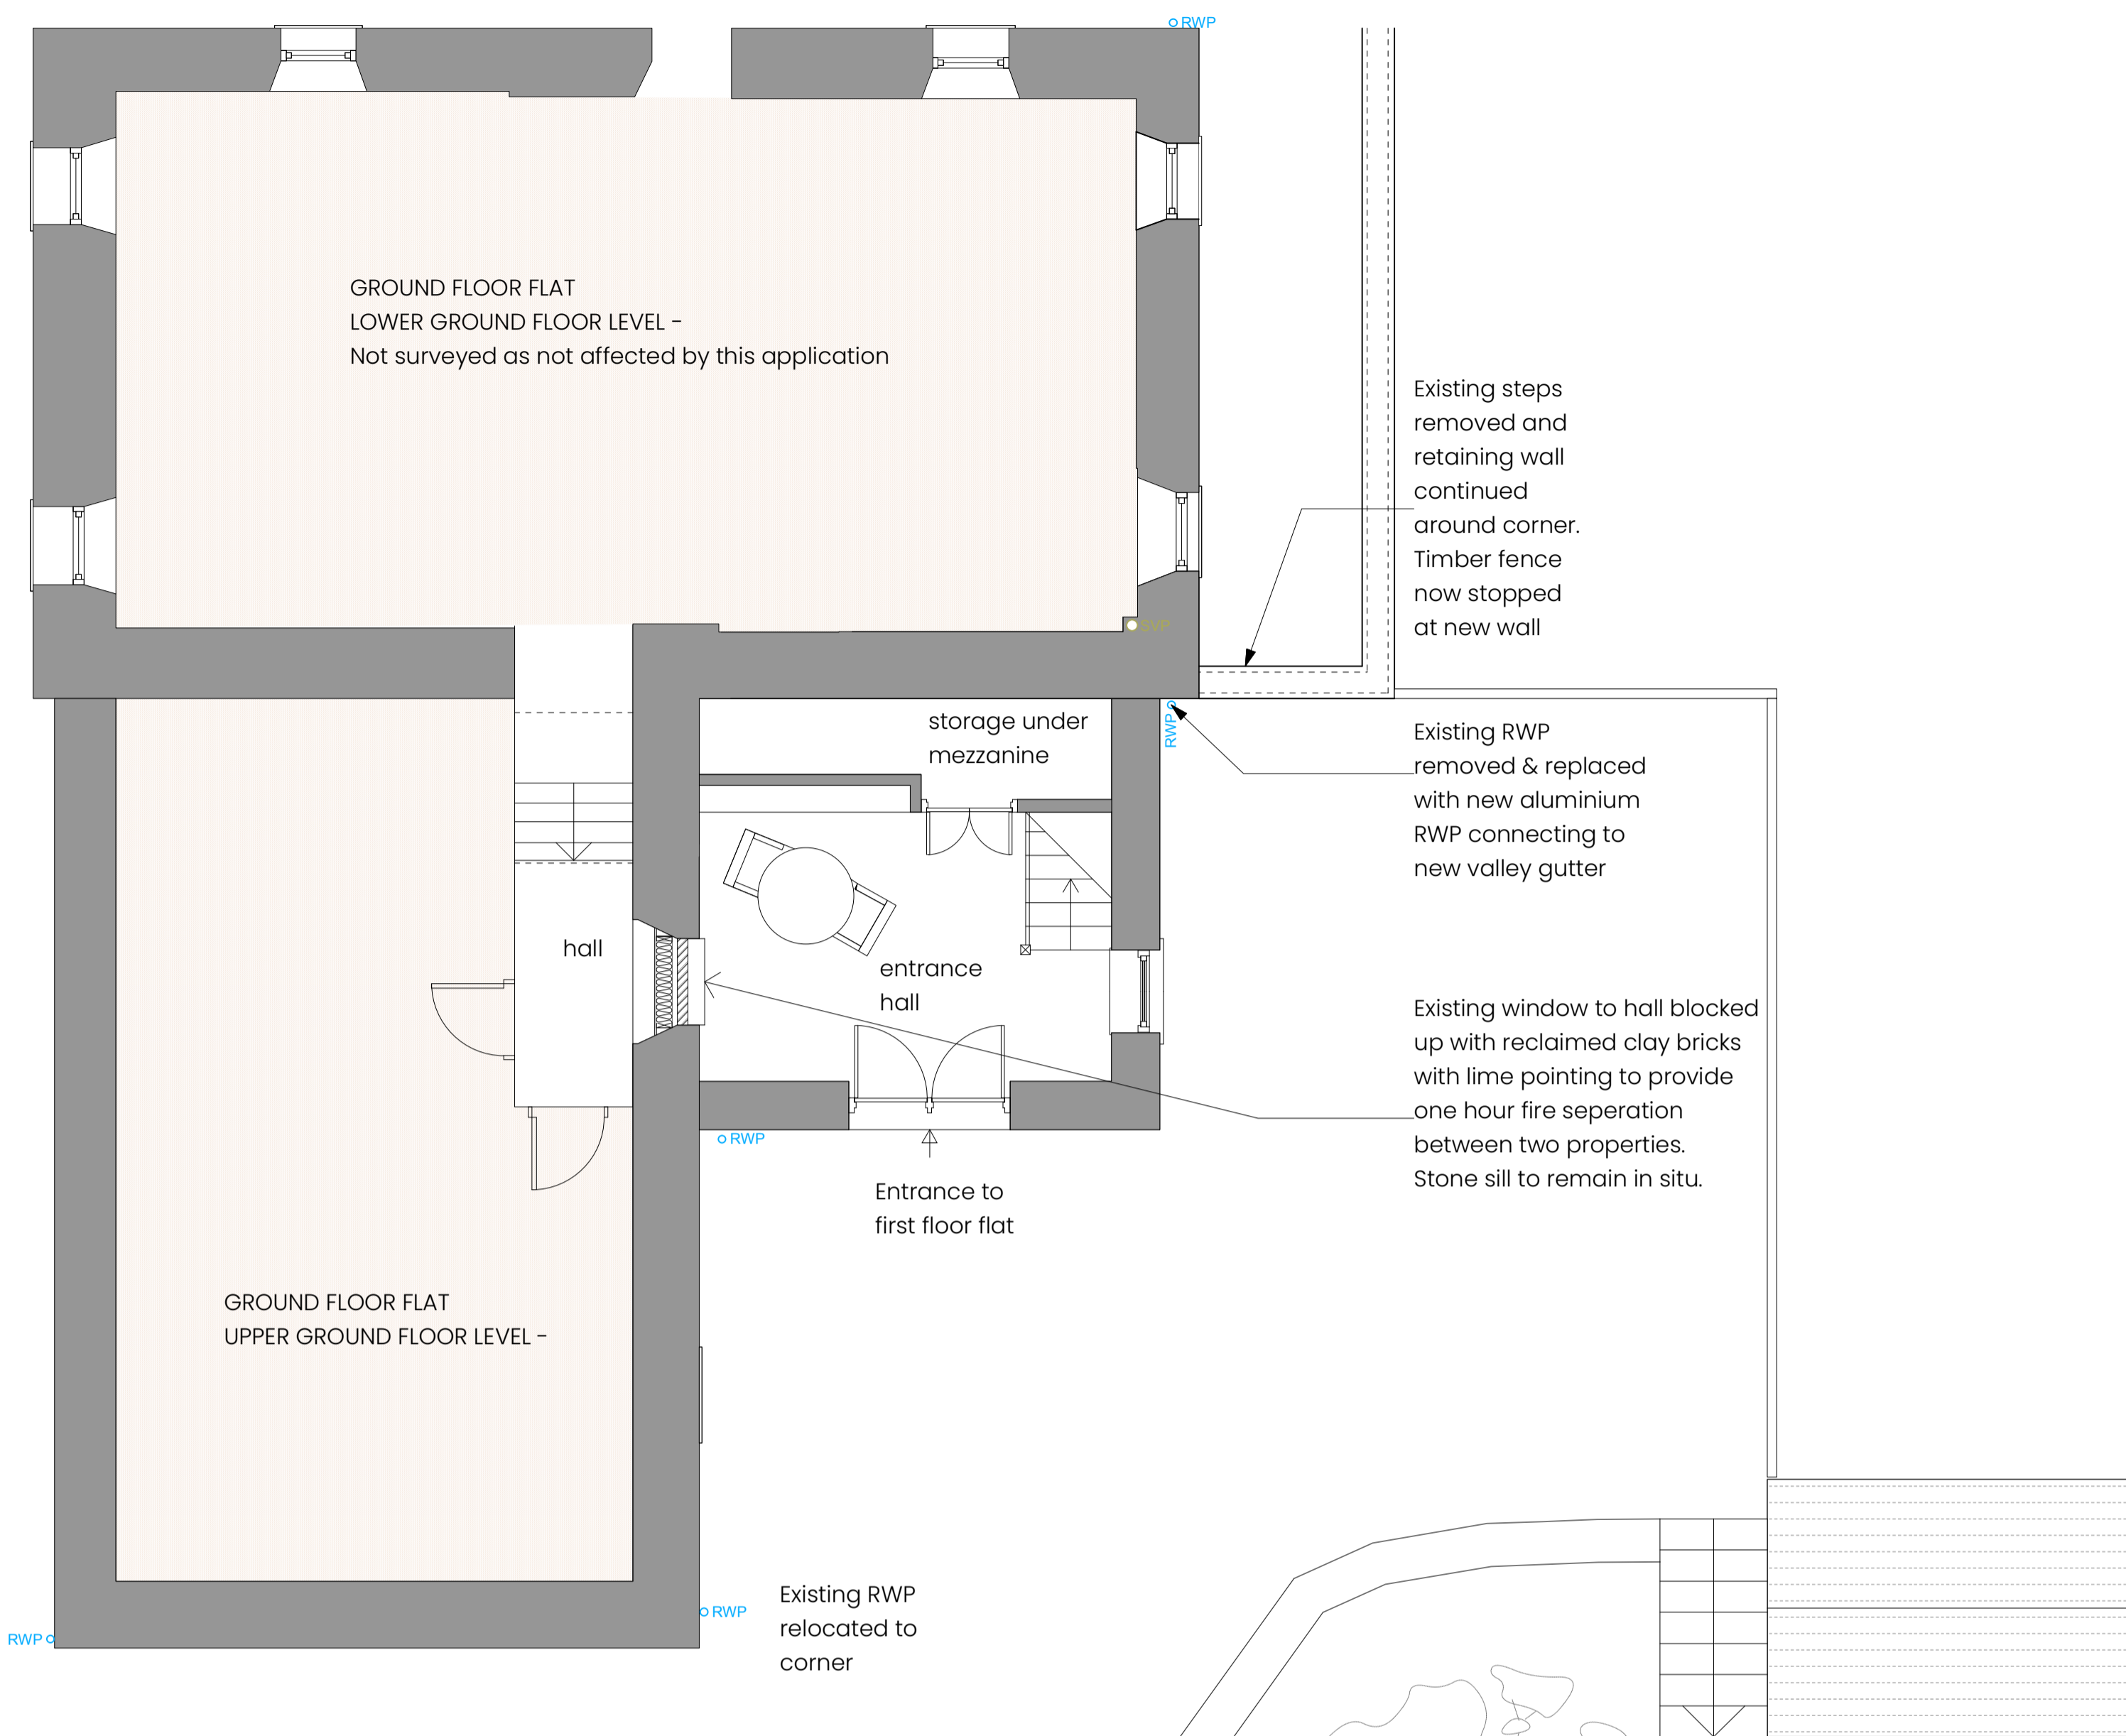 RWP
GROUND FLOOR FLAT
LOWER GROUND FLOOR LEVEL -
Not surveyed as not affected by this application
Existing steps
removed and
retaining wall
continued
around corner.
Timber fence
now stopped
at new wall
SVP
storage under
mezzanine
RWP
Existing RWP
removed & replaced
with new aluminium
RWP connecting to
new valley gutter
hall
entrance
hall
Existing window to hall blocked
up with reclaimed clay bricks
with lime pointing to provide
one hour fire seperation
between two properties.
Stone sill to remain in situ.
RWP
Entrance to
first floor flat
GROUND FLOOR FLAT
UPPER GROUND FLOOR LEVEL -
Existing RWP
relocated to
corner
RWP
RWP